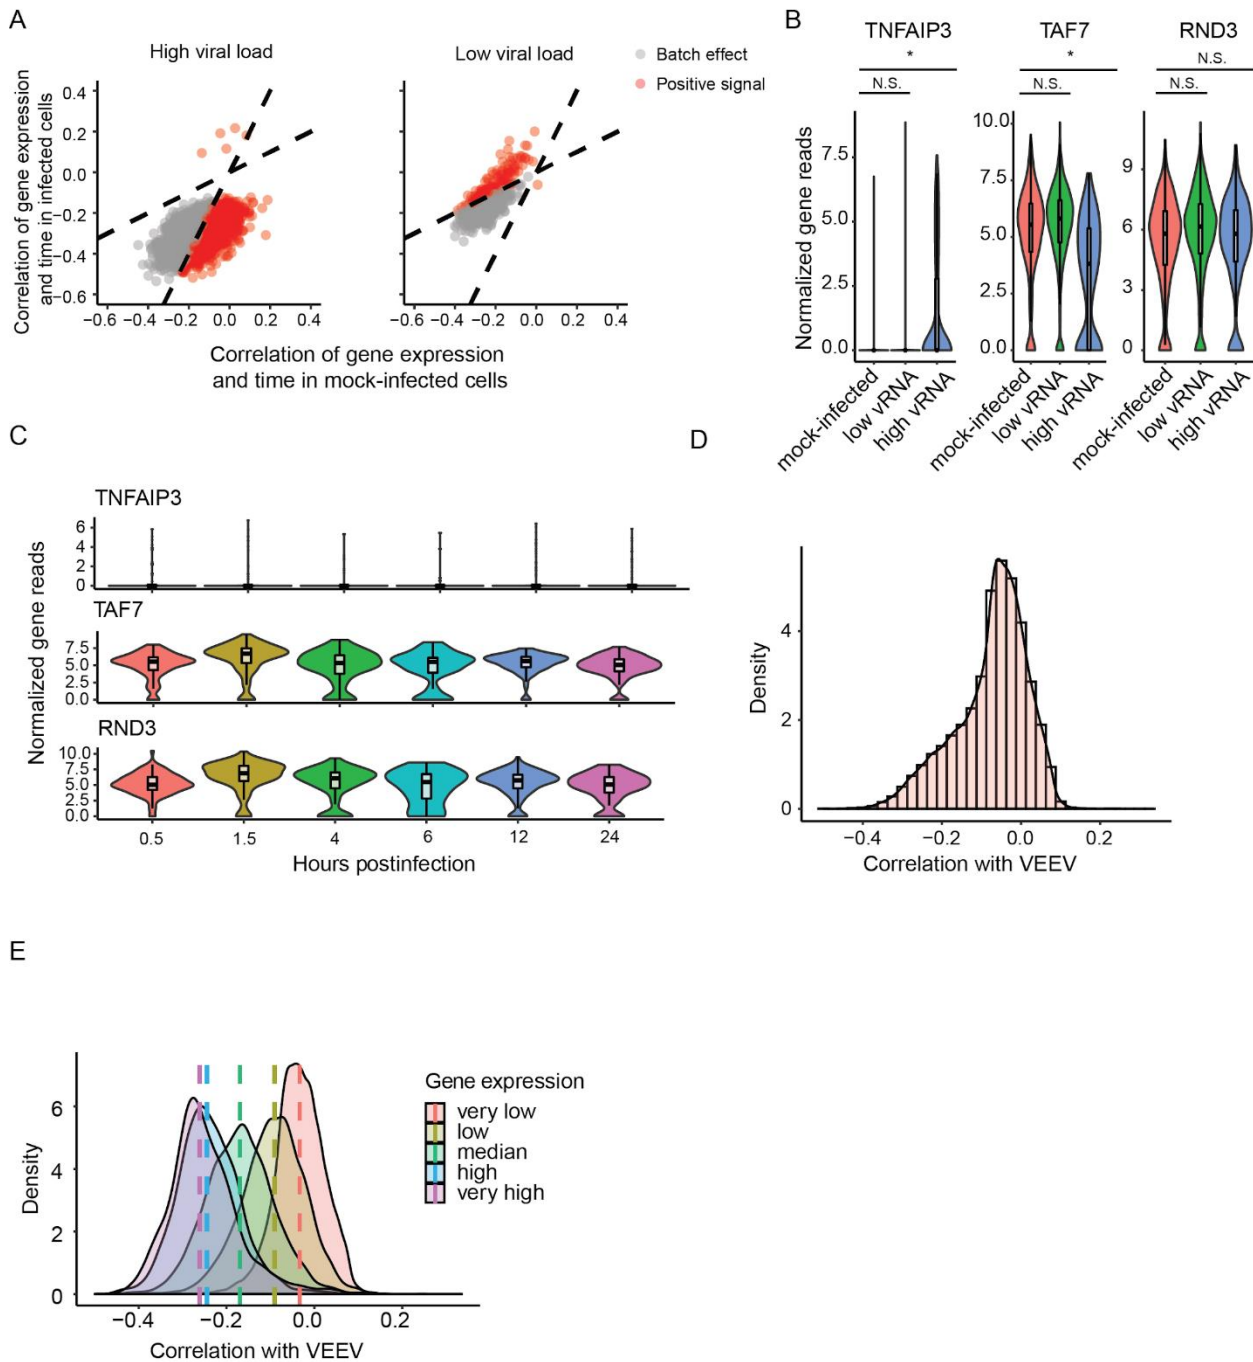 A
High viral load
Low viral load
Batch effect
Positive signal
Correlation of gene expression
and time in infected cells
0.4
0.2
0.0
−0.2
−0.4
−0.6
−0.6 −0.4 −0.2 0.0 0.2 0.4
−0.6 −0.4 −0.2 0.0 0.2 0.4
Correlation of gene expression
and time in mock-infected cells
B
TNFAIP3
TAF7
RND3
*
N.S.
*
N.S.
N.S.
N.S.
Normalized gene reads
7.5
5.0
2.5
0.0
10.0
7.5
5.0
2.5
0.0
9
6
3
0
mock-infected
low vRNA
high vRNA
mock-infected
low vRNA
high vRNA
mock-infected
low vRNA
high vRNA
C
Normalized gene reads
TNFAIP3
6
4
2
0
TAF7
7.5
5.0
2.5
0.0
RND3
10.0
7.5
5.0
2.5
0.0
0.5 1.5 4 6 12 24
Hours postinfection
D
Density
4
2
0
−0.4 −0.2 0.0 0.2
Correlation with VEEV
E
Density
6
4
2
0
−0.4 −0.2 0.0 0.2
Correlation with VEEV
Gene expression
very low
low
median
high
very high